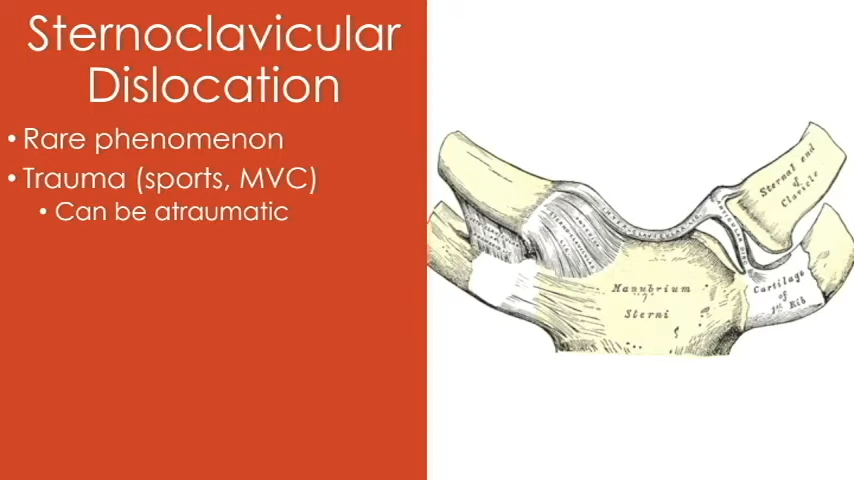 Sternoclavicular
Dislocation
• Rare phenomenon
• Trauma (sports, MVC)
• Can be atraumatic
Sternal end
of
Clavicle
Manubrium
Sterni
Cartilage
of
1st Rib